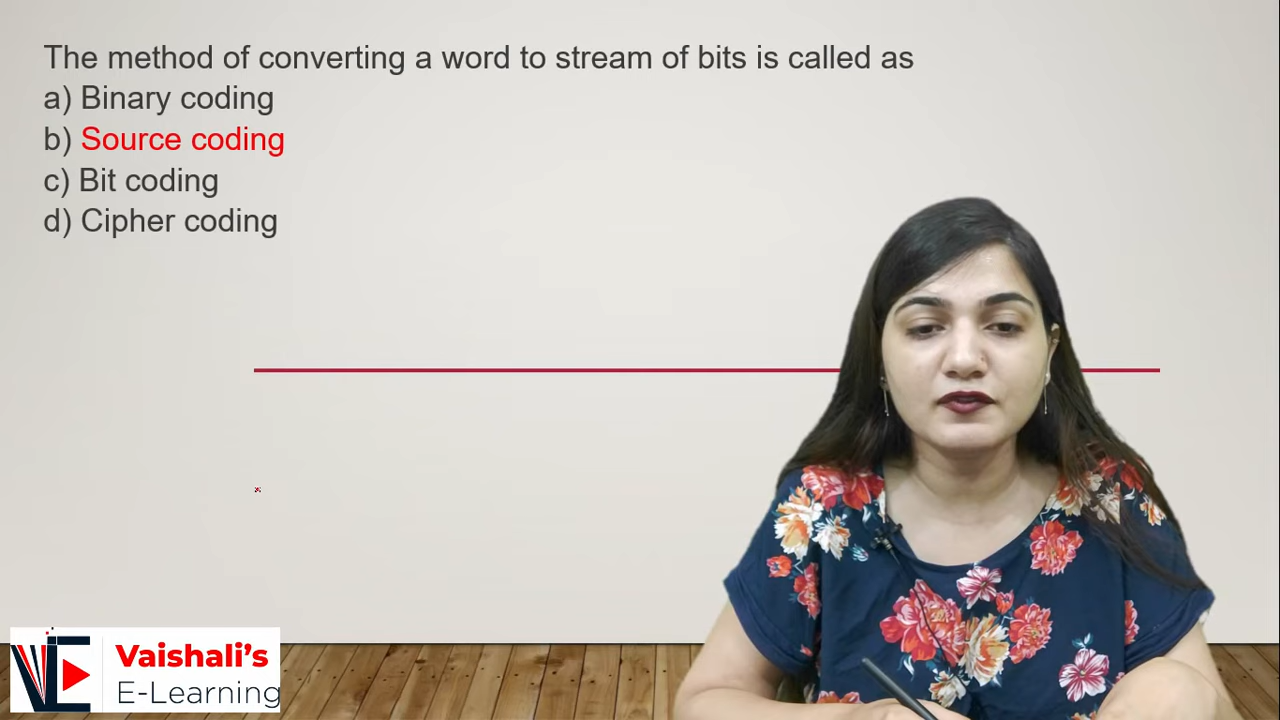 The method of converting a word to stream of bits is called as
a) Binary coding
b) Source coding
c) Bit coding
d) Cipher coding
VE
Vaishali's
E-Learning